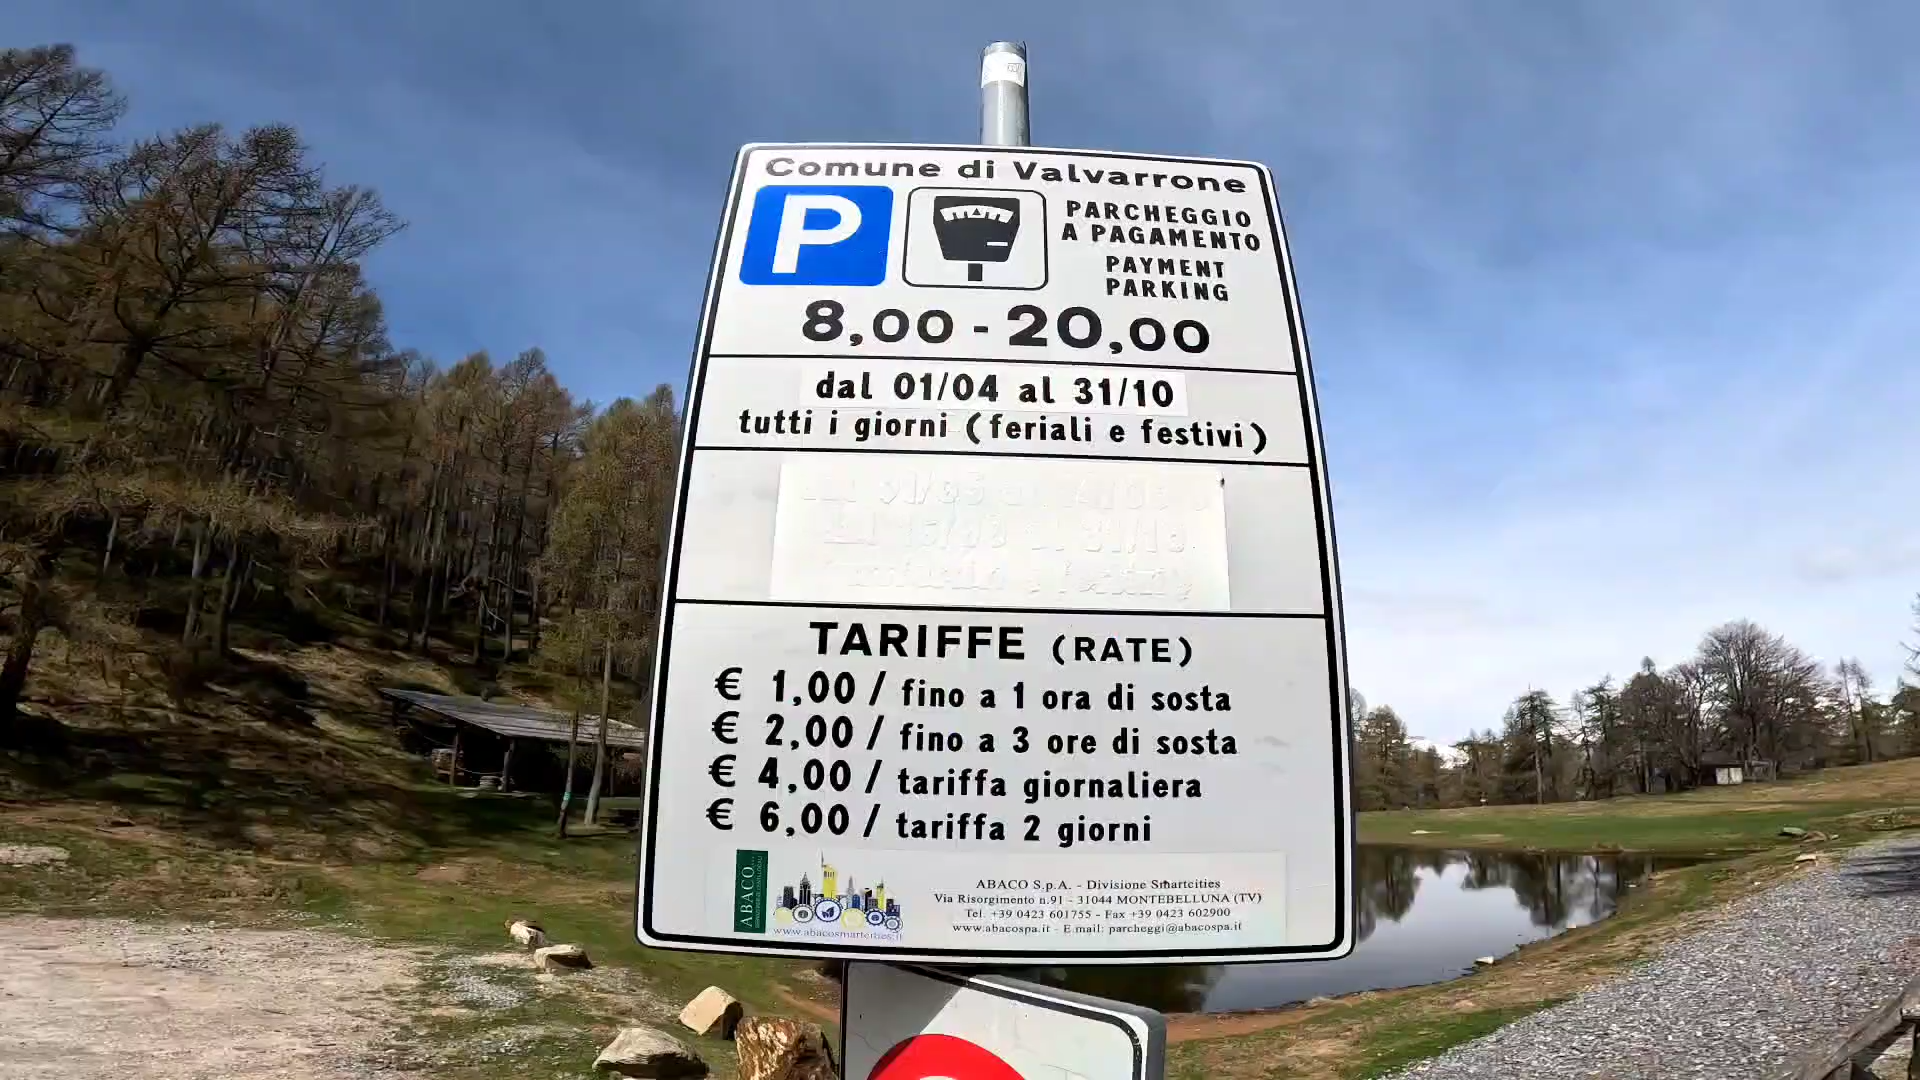 Comune di Valvarrone
P
PARCHEGGIO
A PAGAMENTO
PAYMENT
PARKING
8,00 - 20,00
dal 01/04 al 31/10
tutti i giorni (feriali e festivi)
TARIFFE (RATE)
€ 1,00 / fino a 1 ora di sosta
€ 2,00 / fino a 3 ore di sosta
€ 4,00 / tariffa giornaliera
€ 6,00 / tariffa 2 giorni
ABACO
www.abacosmartcities.it
ABACO S.p.A. - Divisione Smartcities
Via Risorgimento n.91 - 31044 MONTEBELLUNA (TV)
Tel. +39 0423 601755 - Fax +39 0423 602900
www.abacospa.it - E.mail: parcheggi@abacospa.it